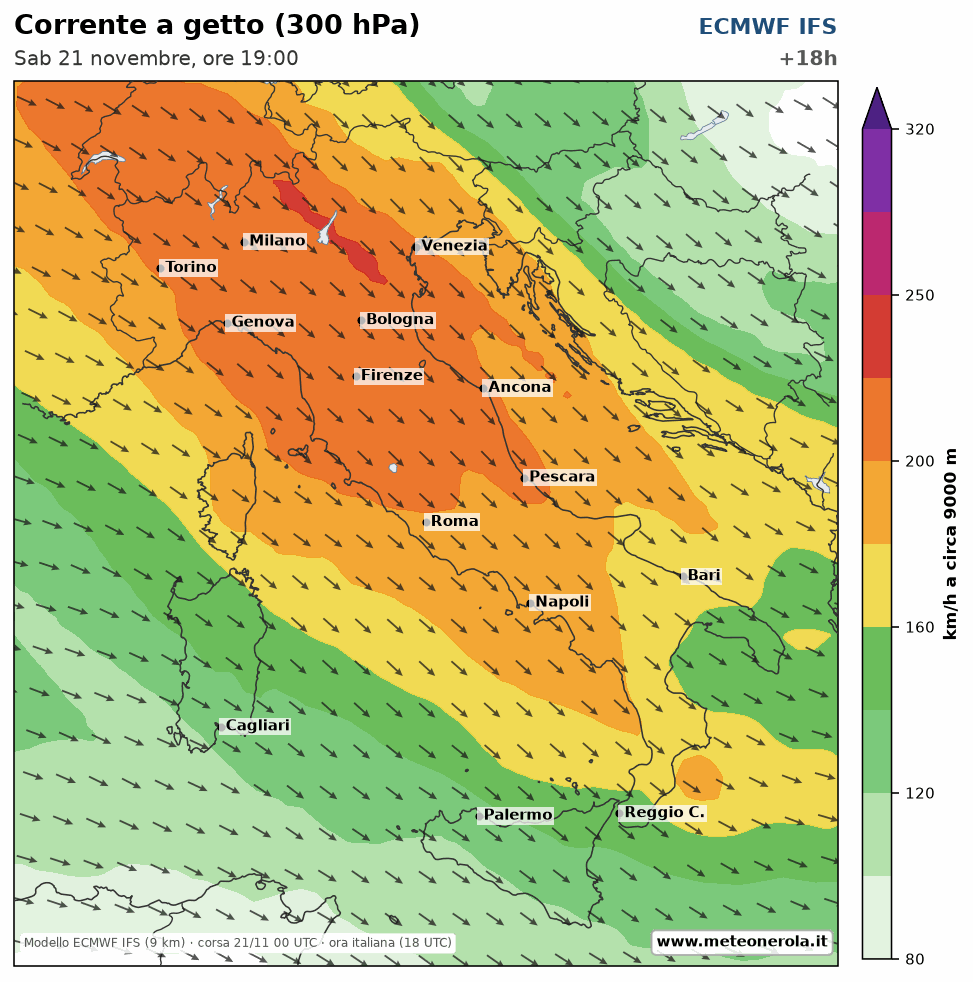 Corrente a getto (300 hPa)
ECMWF IFS
Sab 21 novembre, ore 19:00
+18h
320
Milano
Venezia
Torino
250
Genova
Bologna
Firenze
Ancona
200
Pescara
Roma
km/h a circa 9000 m
Bari
Napoli
160
Cagliari
120
Palermo
Reggio C.
Modello ECMWF IFS (9 km) · corsa 21/11 00 UTC · ora italiana (18 UTC)
www.meteonerola.it
80